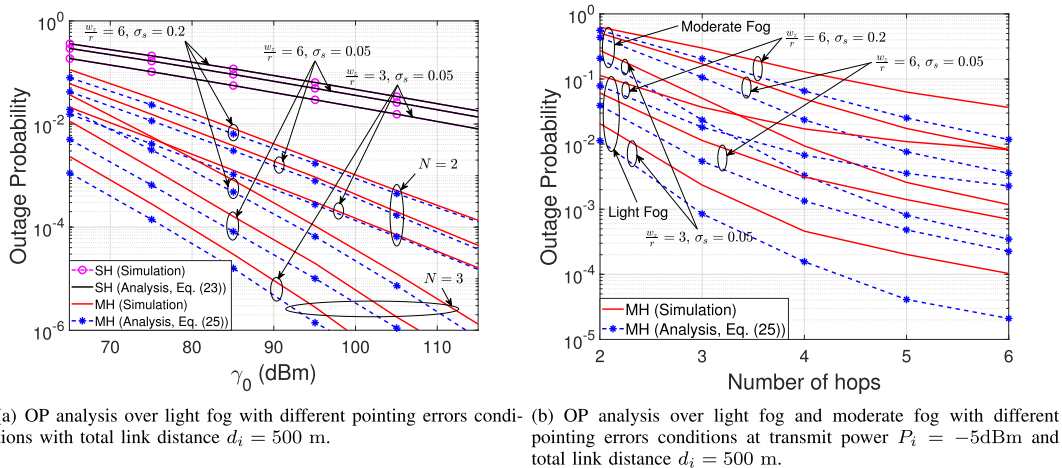 10^0
10^-2
10^-4
10^-6
Outage Probability
w_z/r = 6, σ_s = 0.2
w_z/r = 6, σ_s = 0.05
w_z/r = 3, σ_s = 0.05
N = 2
N = 3
SH (Simulation)
SH (Analysis, Eq. (23))
MH (Simulation)
MH (Analysis, Eq. (25))
70 80 90 100 110
γ_0 (dBm)
10^0
10^-1
10^-2
10^-3
10^-4
10^-5
Outage Probability
Moderate Fog
w_z/r = 6, σ_s = 0.2
w_z/r = 6, σ_s = 0.05
Light Fog
w_z/r = 3, σ_s = 0.05
MH (Simulation)
MH (Analysis, Eq. (25))
2 3 4 5 6
Number of hops
a) OP analysis over light fog with different pointing errors condi-
tions with total link distance d_i = 500 m.
(b) OP analysis over light fog and moderate fog with different
pointing errors conditions at transmit power P_i = −5dBm and
total link distance d_i = 500 m.